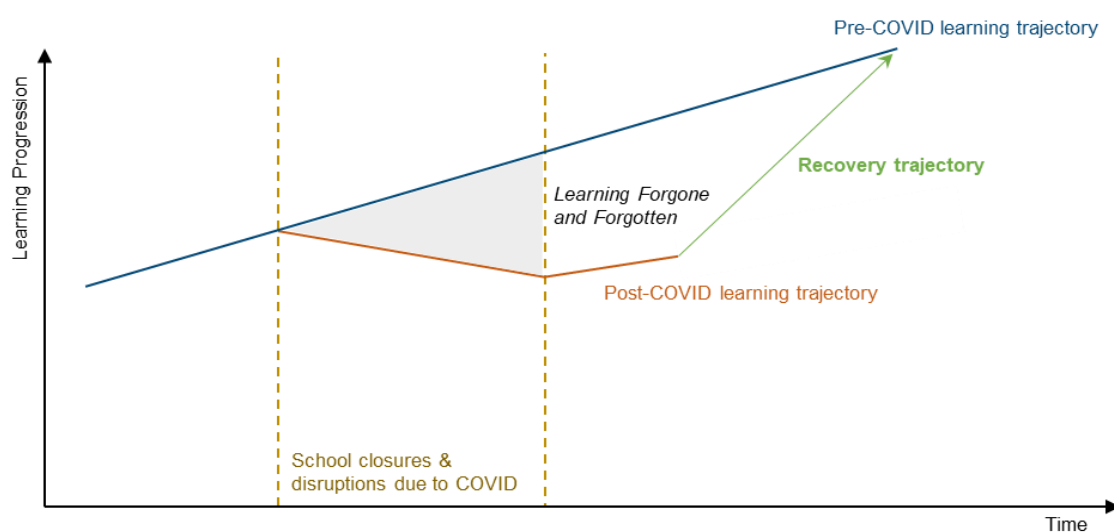 Pre-COVID learning trajectory
Learning Progression
Recovery trajectory
Learning Forgone
and Forgotten
Post-COVID learning trajectory
School closures &
disruptions due to COVID
Time